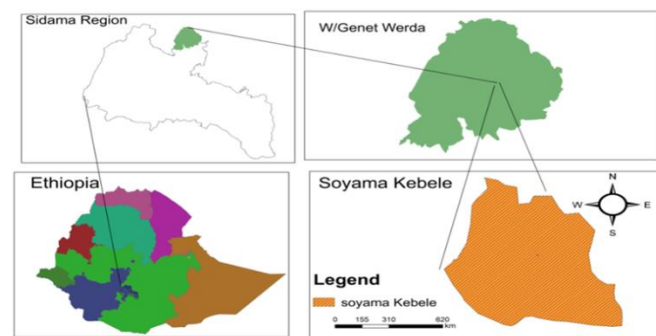 Sidama Region
W/Genet Werda
Ethiopia
Soyama Kebele
N
W E
S
Legend
soyama Kebele
0 155 310 620
km